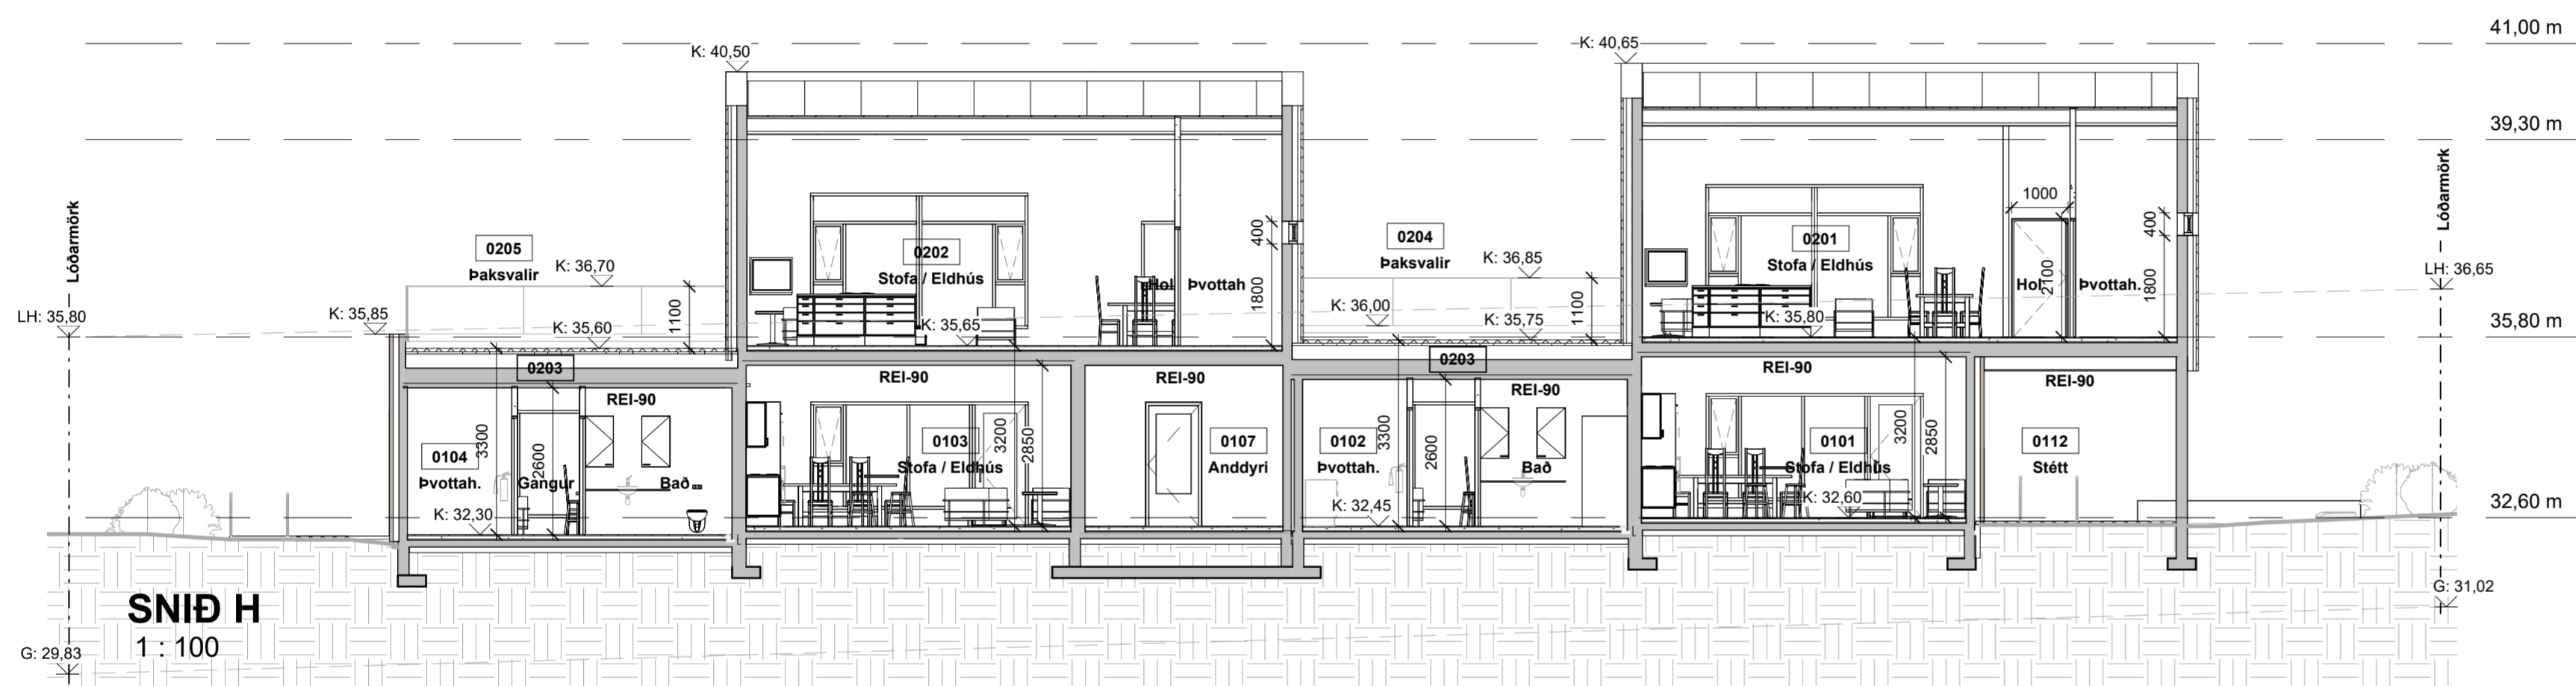 41,00 m
K: 40,50
K: 40,65
39,30 m
Lóðarmörk
Lóðarmörk
0205
Þaksvalir
K: 36,70
1100
K: 35,85
K: 35,60
LH: 35,80
0202
Stofa / Eldhús
K: 35,65
Hol
Þvottah
400
1800
0204
Þaksvalir
K: 36,85
K: 36,00
K: 35,75
1100
0201
Stofa / Eldhús
K: 35,80
1000
2100
Hol
Þvottah.
400
1800
LH: 36,65
35,80 m
0203
REI-90
0104
Þvottah.
3300
2600
Gangur
Bað
K: 32,30
REI-90
0103
Stofa / Eldhús
3200
2850
REI-90
0107
Anddyri
0203
REI-90
0102
Þvottah.
3300
2600
Bað
K: 32,45
REI-90
0101
Stofa / Eldhús
K: 32,60
3200
2850
REI-90
0112
Stétt
32,60 m
G: 31,02
SNIÐ H
1 : 100
G: 29,83